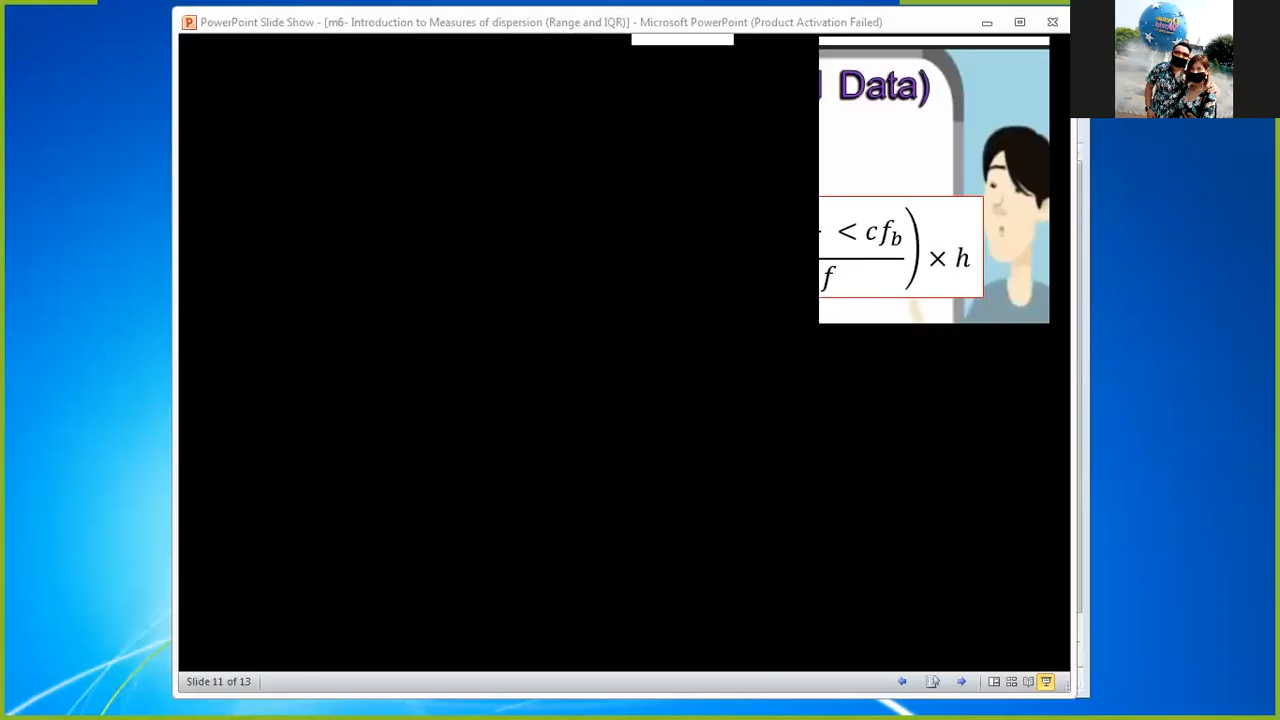 PowerPoint Slide Show - [m6- Introduction to Measures of dispersion (Range and IQR)] - Microsoft PowerPoint (Product Activation Failed)
Data)
< cf_b
f
) × h
Slide 11 of 13